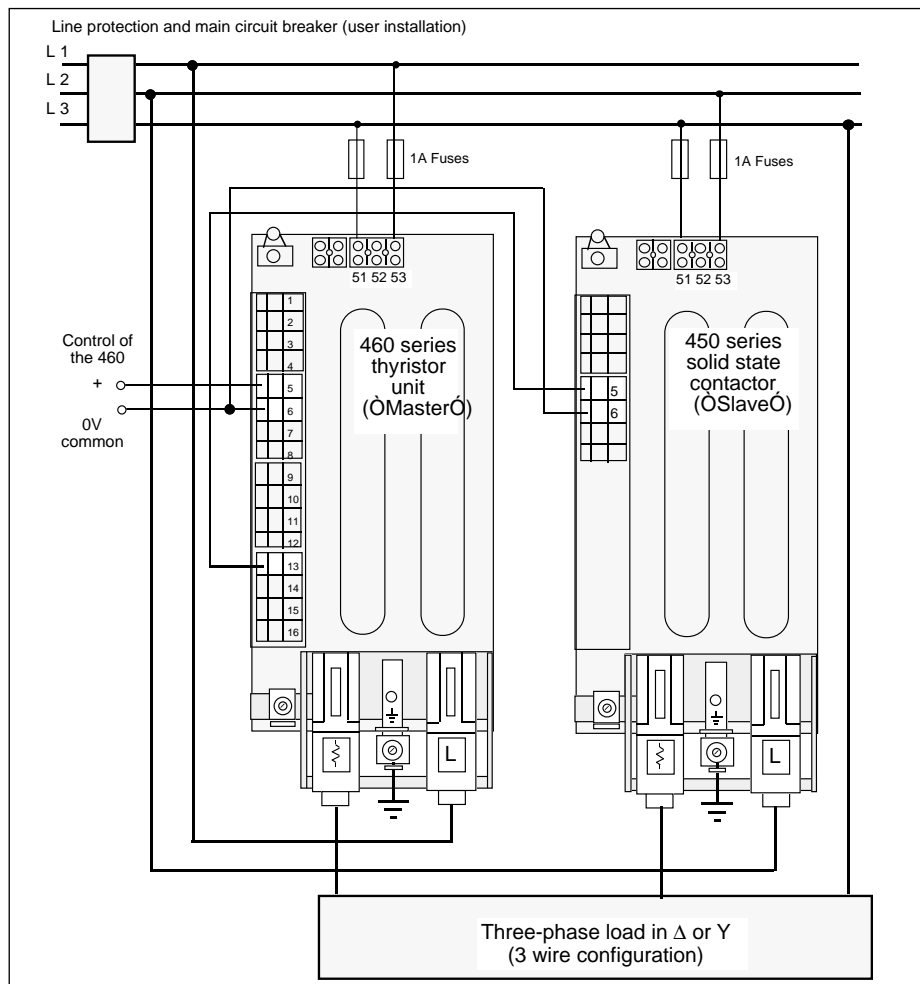 Line protection and main circuit breaker (user installation)
L 1
L 2
L 3
1A Fuses
1A Fuses
51 52 53
51 52 53
1
2
3
4
5
6
7
8
9
10
11
12
13
14
15
16
Control of
the 460
+
0V
common
460 series
thyristor
unit
(ÒMasterÓ)
5
6
450 series
solid state
contactor
(ÒSlaveÓ)
L
L
Three-phase load in Δ or Y
(3 wire configuration)